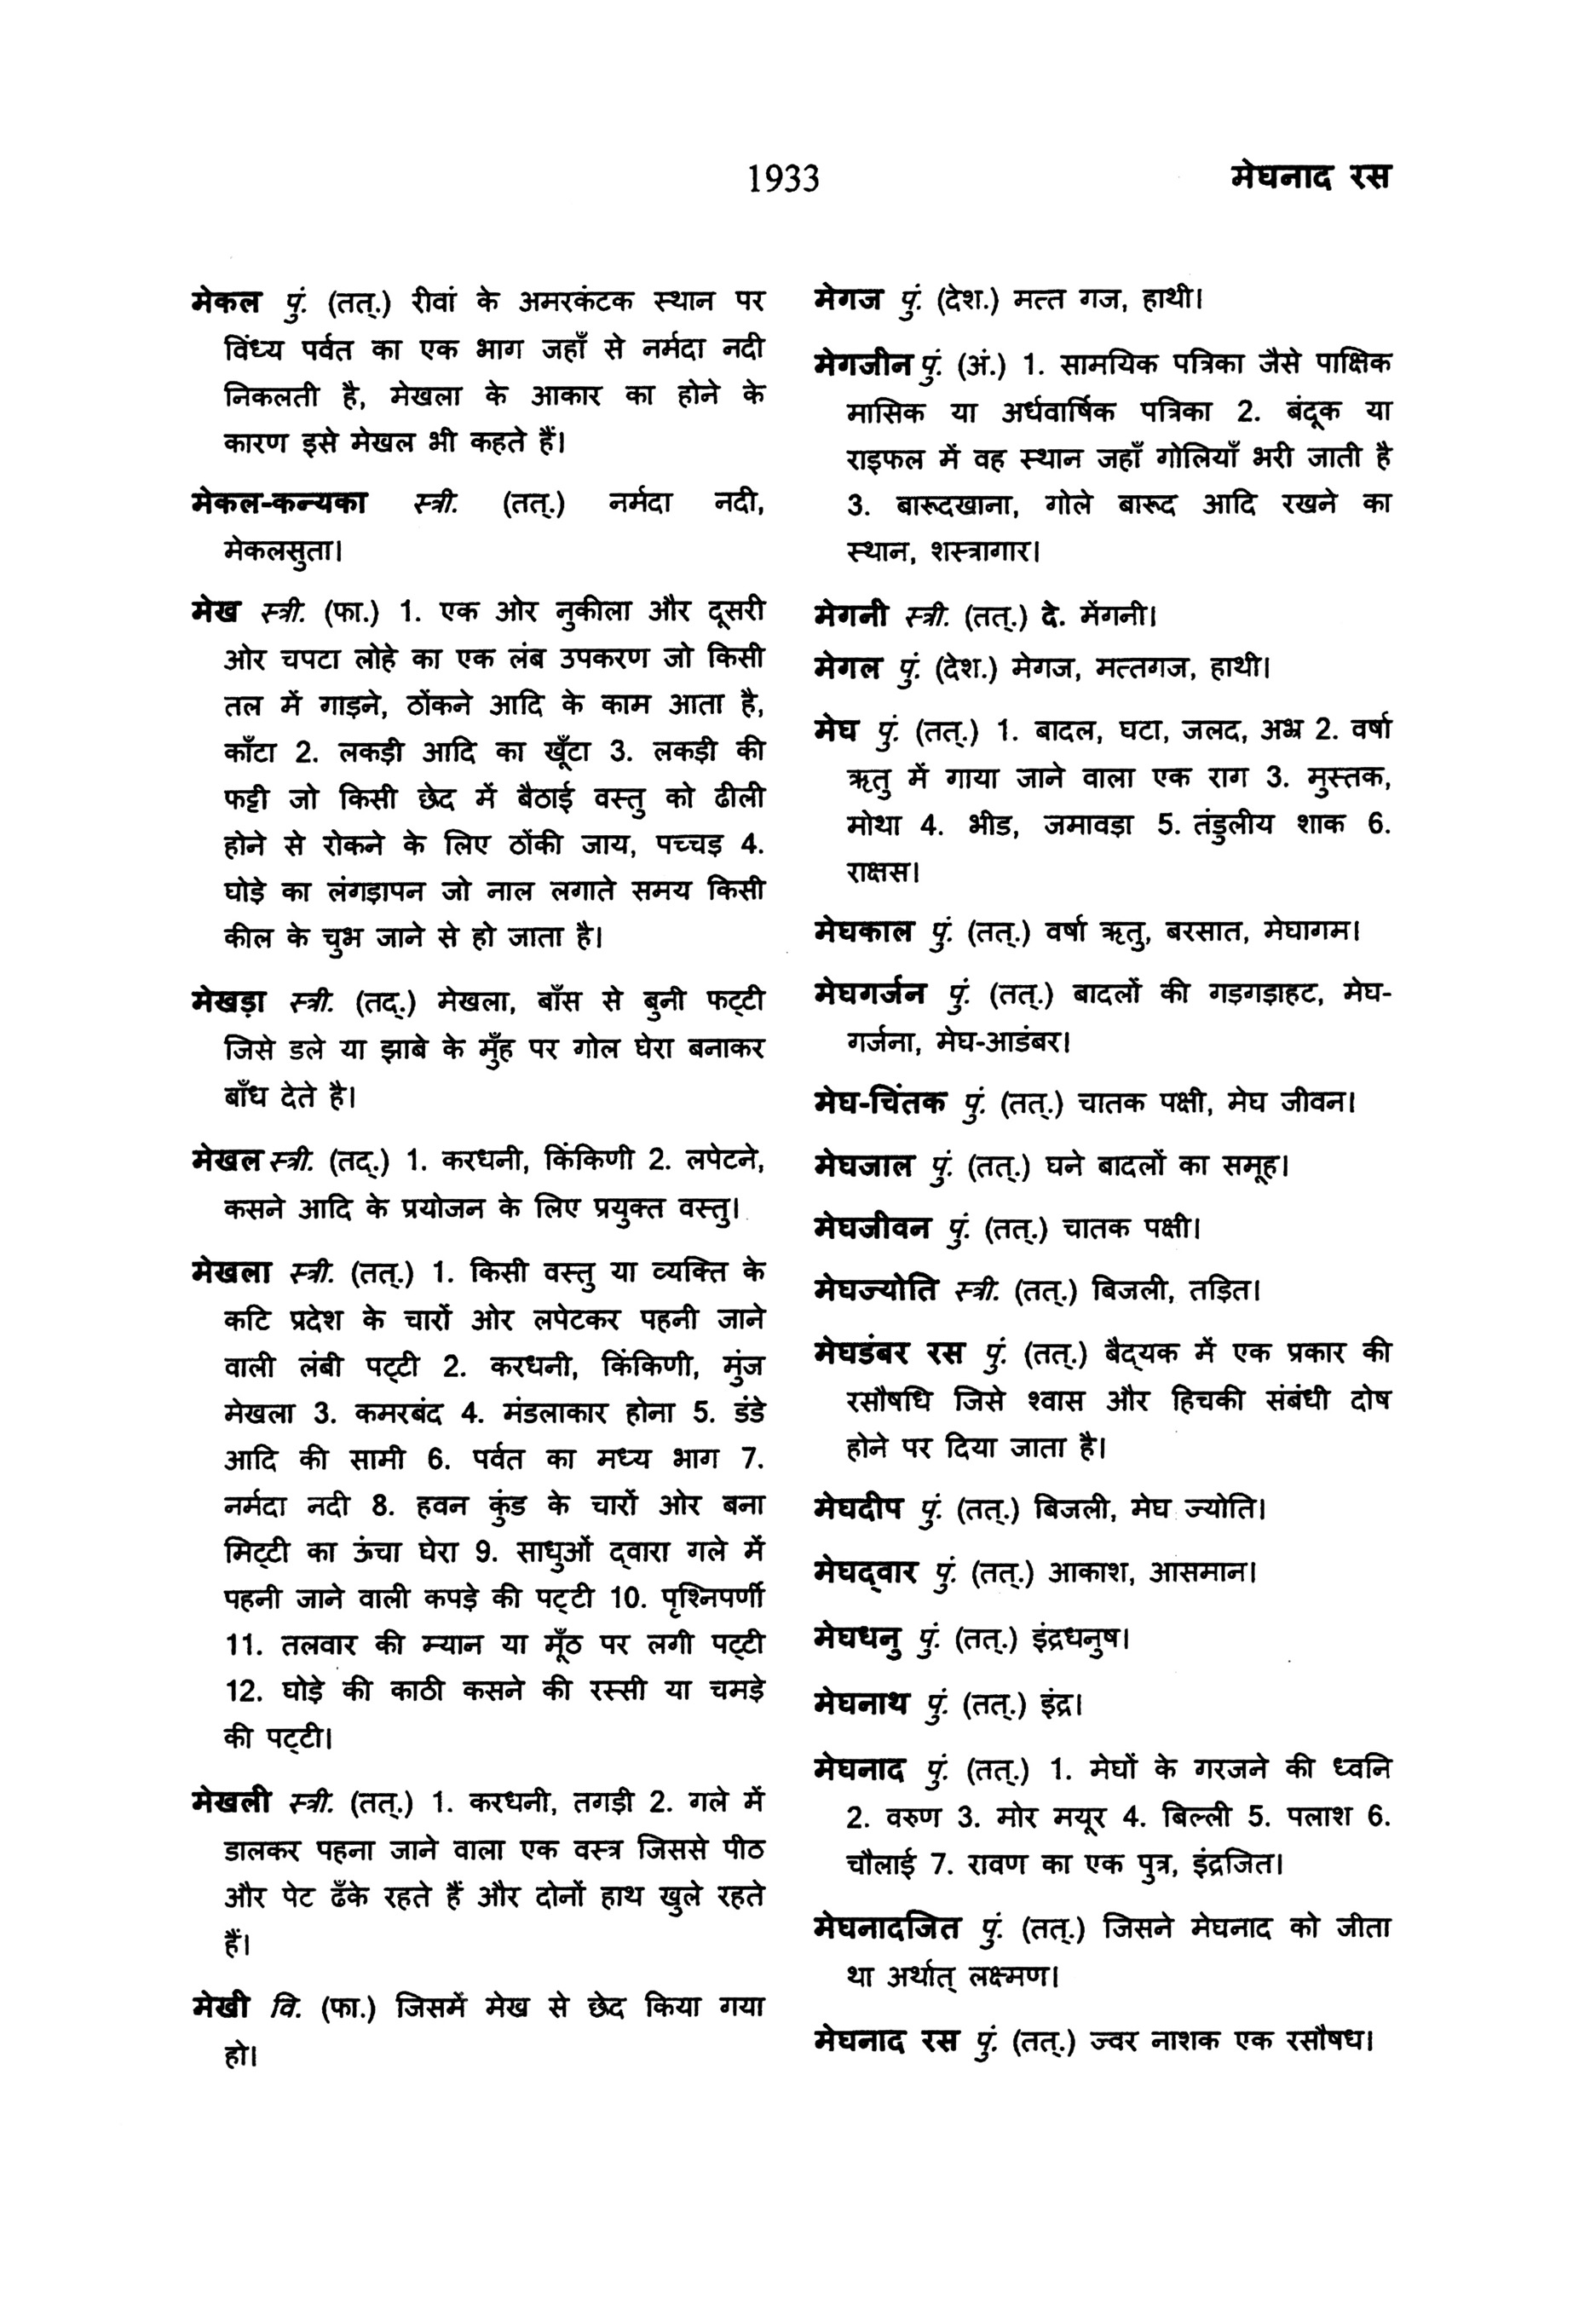 1933
मेघनाद रस
मेकल पुं. (तत्.) रीवां के अमरकंटक स्थान पर
विंध्य पर्वत का एक भाग जहाँ से नर्मदा नदी
निकलती है, मेखला के आकार का होने के
कारण इसे मेखल भी कहते हैं।
मेकल-कन्यका स्त्री. (तत्.) नर्मदा नदी,
मेकलसुता।
मेख स्त्री. (फा.) 1. एक ओर नुकीला और दूसरी
ओर चपटा लोहे का एक लंब उपकरण जो किसी
तल में गाड़ने, ठोंकने आदि के काम आता है,
काँटा 2. लकड़ी आदि का खूँटा 3. लकड़ी की
फट्टी जो किसी छेद में बैठाई वस्तु को ढीली
होने से रोकने के लिए ठोंकी जाय, पच्चड़ 4.
घोड़े का लंगड़ापन जो नाल लगाते समय किसी
कील के चुभ जाने से हो जाता है।
मेखड़ा स्त्री. (तद्.) मेखला, बाँस से बुनी फट्‌टी
जिसे डले या झाबे के मुँह पर गोल घेरा बनाकर
बाँध देते है।
मेखल स्त्री. (तद्.) 1. करधनी, किंकिणी 2. लपेटने,
कसने आदि के प्रयोजन के लिए प्रयुक्त वस्तु।
मेखला स्त्री. (तत्.) 1. किसी वस्तु या व्यक्ति के
कटि प्रदेश के चारों ओर लपेटकर पहनी जाने
वाली लंबी पट्‌टी 2. करधनी, किंकिणी, मुंज
मेखला 3. कमरबंद 4. मंडलाकार होना 5. डंडे
आदि की सामी 6. पर्वत का मध्य भाग 7.
नर्मदा नदी 8. हवन कुंड के चारों ओर बना
मिट्‌टी का ऊंचा घेरा 9. साधुओं द्‌वारा गले में
पहनी जाने वाली कपड़े की पट्‌टी 10. पृश्निपर्णी
11. तलवार की म्यान या मूँठ पर लगी पट्‌टी
12. घोड़े की काठी कसने की रस्सी या चमड़े
की पट्‌टी।
मेखली स्त्री. (तत्.) 1. करधनी, तगड़ी 2. गले में
डालकर पहना जाने वाला एक वस्त्र जिससे पीठ
और पेट ढँके रहते हैं और दोनों हाथ खुले रहते
हैं।
मेखी वि. (फा.) जिसमें मेख से छेद किया गया
हो।
मेगज पुं. (देश.) मत्त गज, हाथी।
मेगजीन पुं. (अं.) 1. सामयिक पत्रिका जैसे पाक्षिक
मासिक या अर्धवार्षिक पत्रिका 2. बंदूक या
राइफल में वह स्थान जहाँ गोलियाँ भरी जाती है
3. बारूदखाना, गोले बारूद आदि रखने का
स्थान, शस्त्रागार।
मेगनी स्त्री. (तत्.) दे. मेंगनी।
मेगल पुं. (देश.) मेगज, मत्तगज, हाथी।
मेघ पुं. (तत्.) 1. बादल, घटा, जलद, अभ्र 2. वर्षा
ऋतु में गाया जाने वाला एक राग 3. मुस्तक,
मोथा 4. भीड, जमावड़ा 5. तंडुलीय शाक 6.
राक्षस।
मेघकाल पुं. (तत्.) वर्षा ऋतु, बरसात, मेघागम।
मेघगर्जन पुं. (तत्.) बादलों की गड़गड़ाहट, मेघ-
गर्जना, मेघ-आडंबर।
मेघ-चिंतक पुं. (तत्.) चातक पक्षी, मेघ जीवन।
मेघजाल पुं. (तत्.) घने बादलों का समूह।
मेघजीवन पुं. (तत्.) चातक पक्षी।
मेघज्योति स्त्री. (तत्.) बिजली, तड़ित।
मेघडंबर रस पुं. (तत्.) बैद्‌यक में एक प्रकार की
रसौषधि जिसे श्वास और हिचकी संबंधी दोष
होने पर दिया जाता है।
मेघदीप पुं. (तत्.) बिजली, मेघ ज्योति।
मेघद्‌वार पुं. (तत्.) आकाश, आसमान।
मेघधनु पुं. (तत्.) इंद्रधनुष।
मेघनाथ पुं. (तत्.) इंद्र।
मेघनाद पुं. (तत्.) 1. मेघों के गरजने की ध्वनि
2. वरुण 3. मोर मयूर 4. बिल्ली 5. पलाश 6.
चौलाई 7. रावण का एक पुत्र, इंद्रजित।
मेघनादजित पुं. (तत्.) जिसने मेघनाद को जीता
था अर्थात् लक्ष्मण।
मेघनाद रस पुं. (तत्.) ज्वर नाशक एक रसौषध।